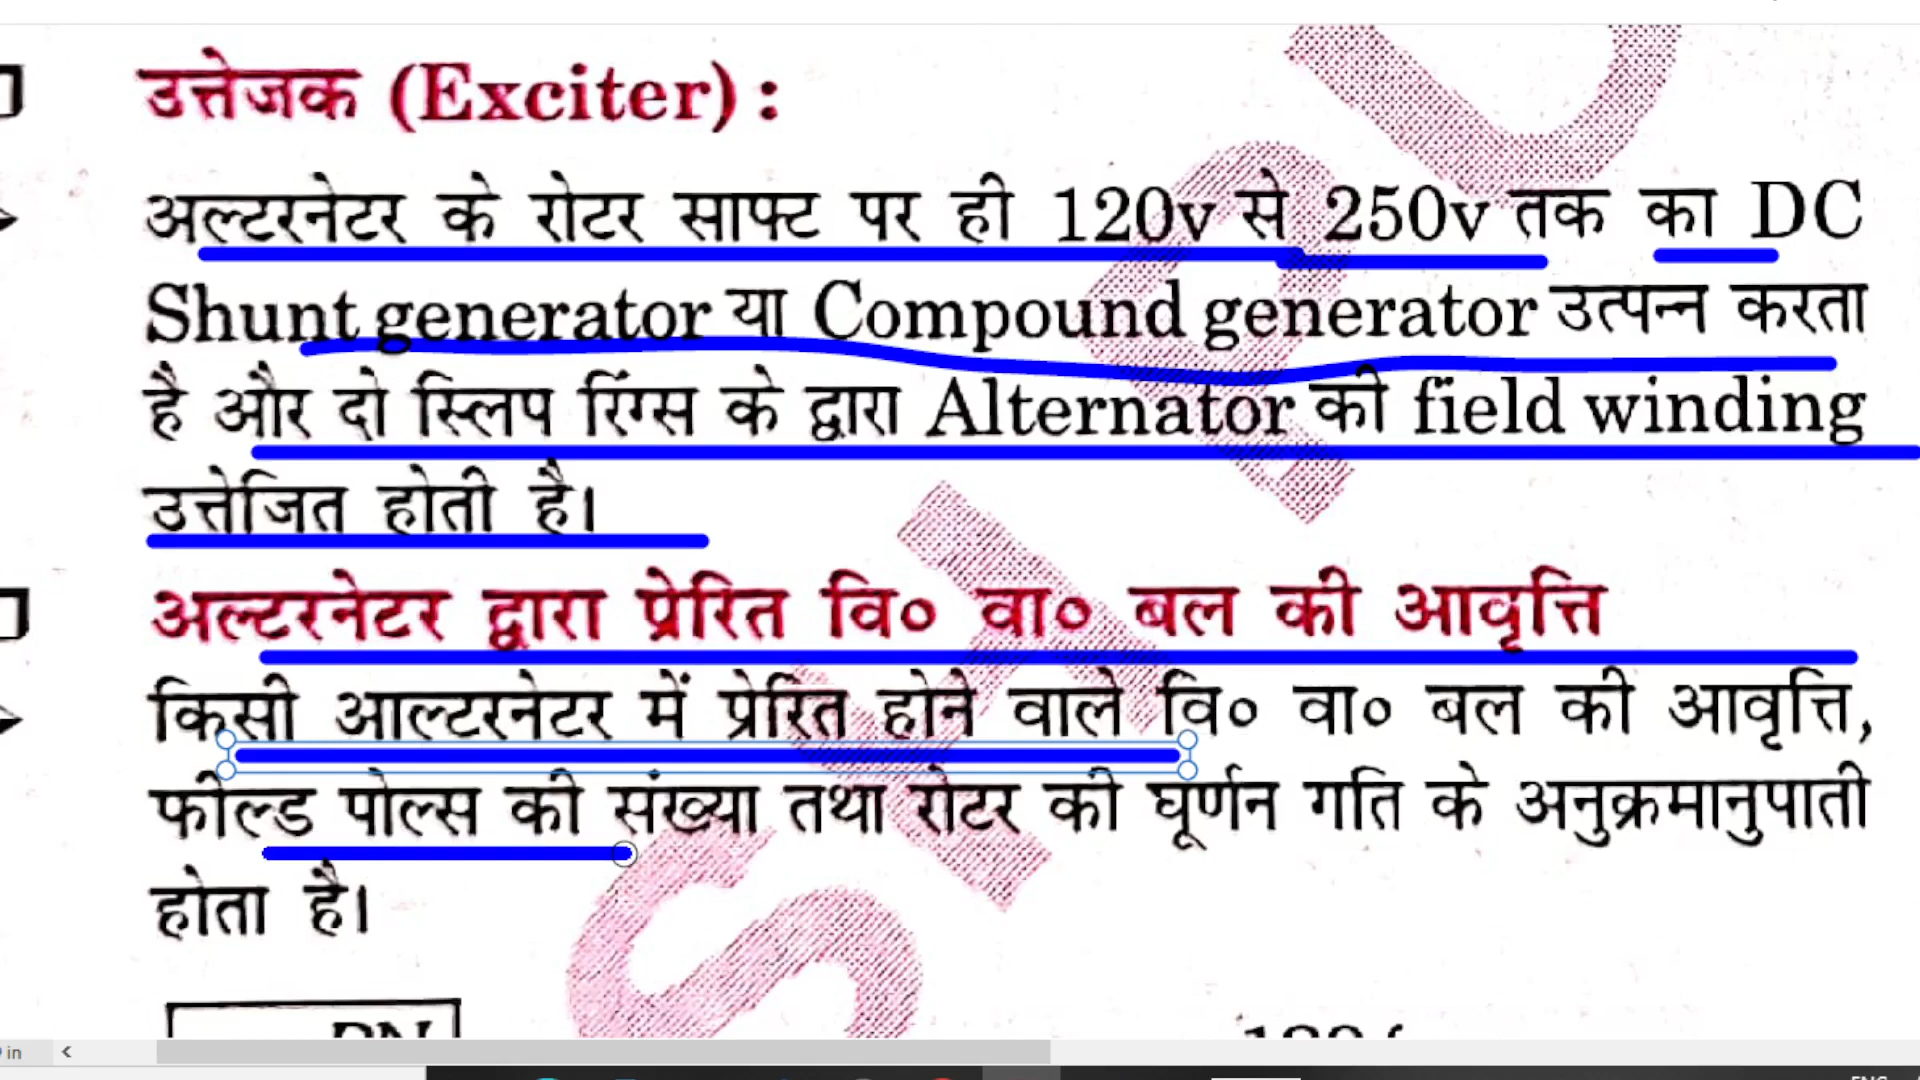 उत्तेजक (Exciter) :
अल्टरनेटर के रोटर साफ्ट पर ही 120v से 250v तक का DC
Shunt generator या Compound generator उत्पन्न करता
है और दो स्लिप रिंग्स के द्वारा Alternator की field winding
उत्तेजित होती है।
अल्टरनेटर द्वारा प्रेरित वि० वा० बल की आवृत्ति
किसी आल्टरनेटर में प्रेरित होने वाले वि० वा० बल की आवृत्ति,
फील्ड पोल्स की संख्या तथा रोटर की घूर्णन गति के अनुक्रमानुपाती
होता है।
in